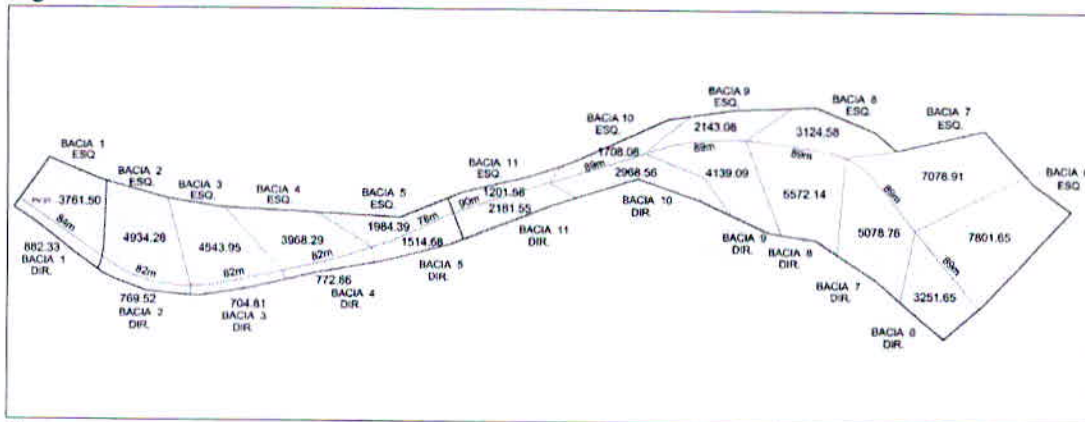 BACIA 1
ESQ.
3761.50
84m
882.33
BACIA 1
DIR.
BACIA 2
ESQ.
4934.28
82m
769.52
BACIA 2
DIR.
BACIA 3
ESQ.
4543.95
82m
704.81
BACIA 3
DIR.
BACIA 4
ESQ.
3968.29
82m
772.66
BACIA 4
DIR.
BACIA 5
ESQ.
1984.39
78m
1514.68
BACIA 5
DIR.
BACIA 11
ESQ.
1201.56
90m
2181.55
BACIA 11
DIR.
BACIA 10
ESQ.
1708.08
89m
2968.56
BACIA 10
DIR.
BACIA 9
ESQ.
2143.08
89m
4139.09
BACIA 9
DIR.
BACIA 8
ESQ.
3124.58
89m
5572.14
BACIA 8
DIR.
BACIA 7
ESQ.
7078.91
89m
5078.76
BACIA 7
DIR.
BACIA 6
ESQ.
7801.65
89m
3251.65
DIR.